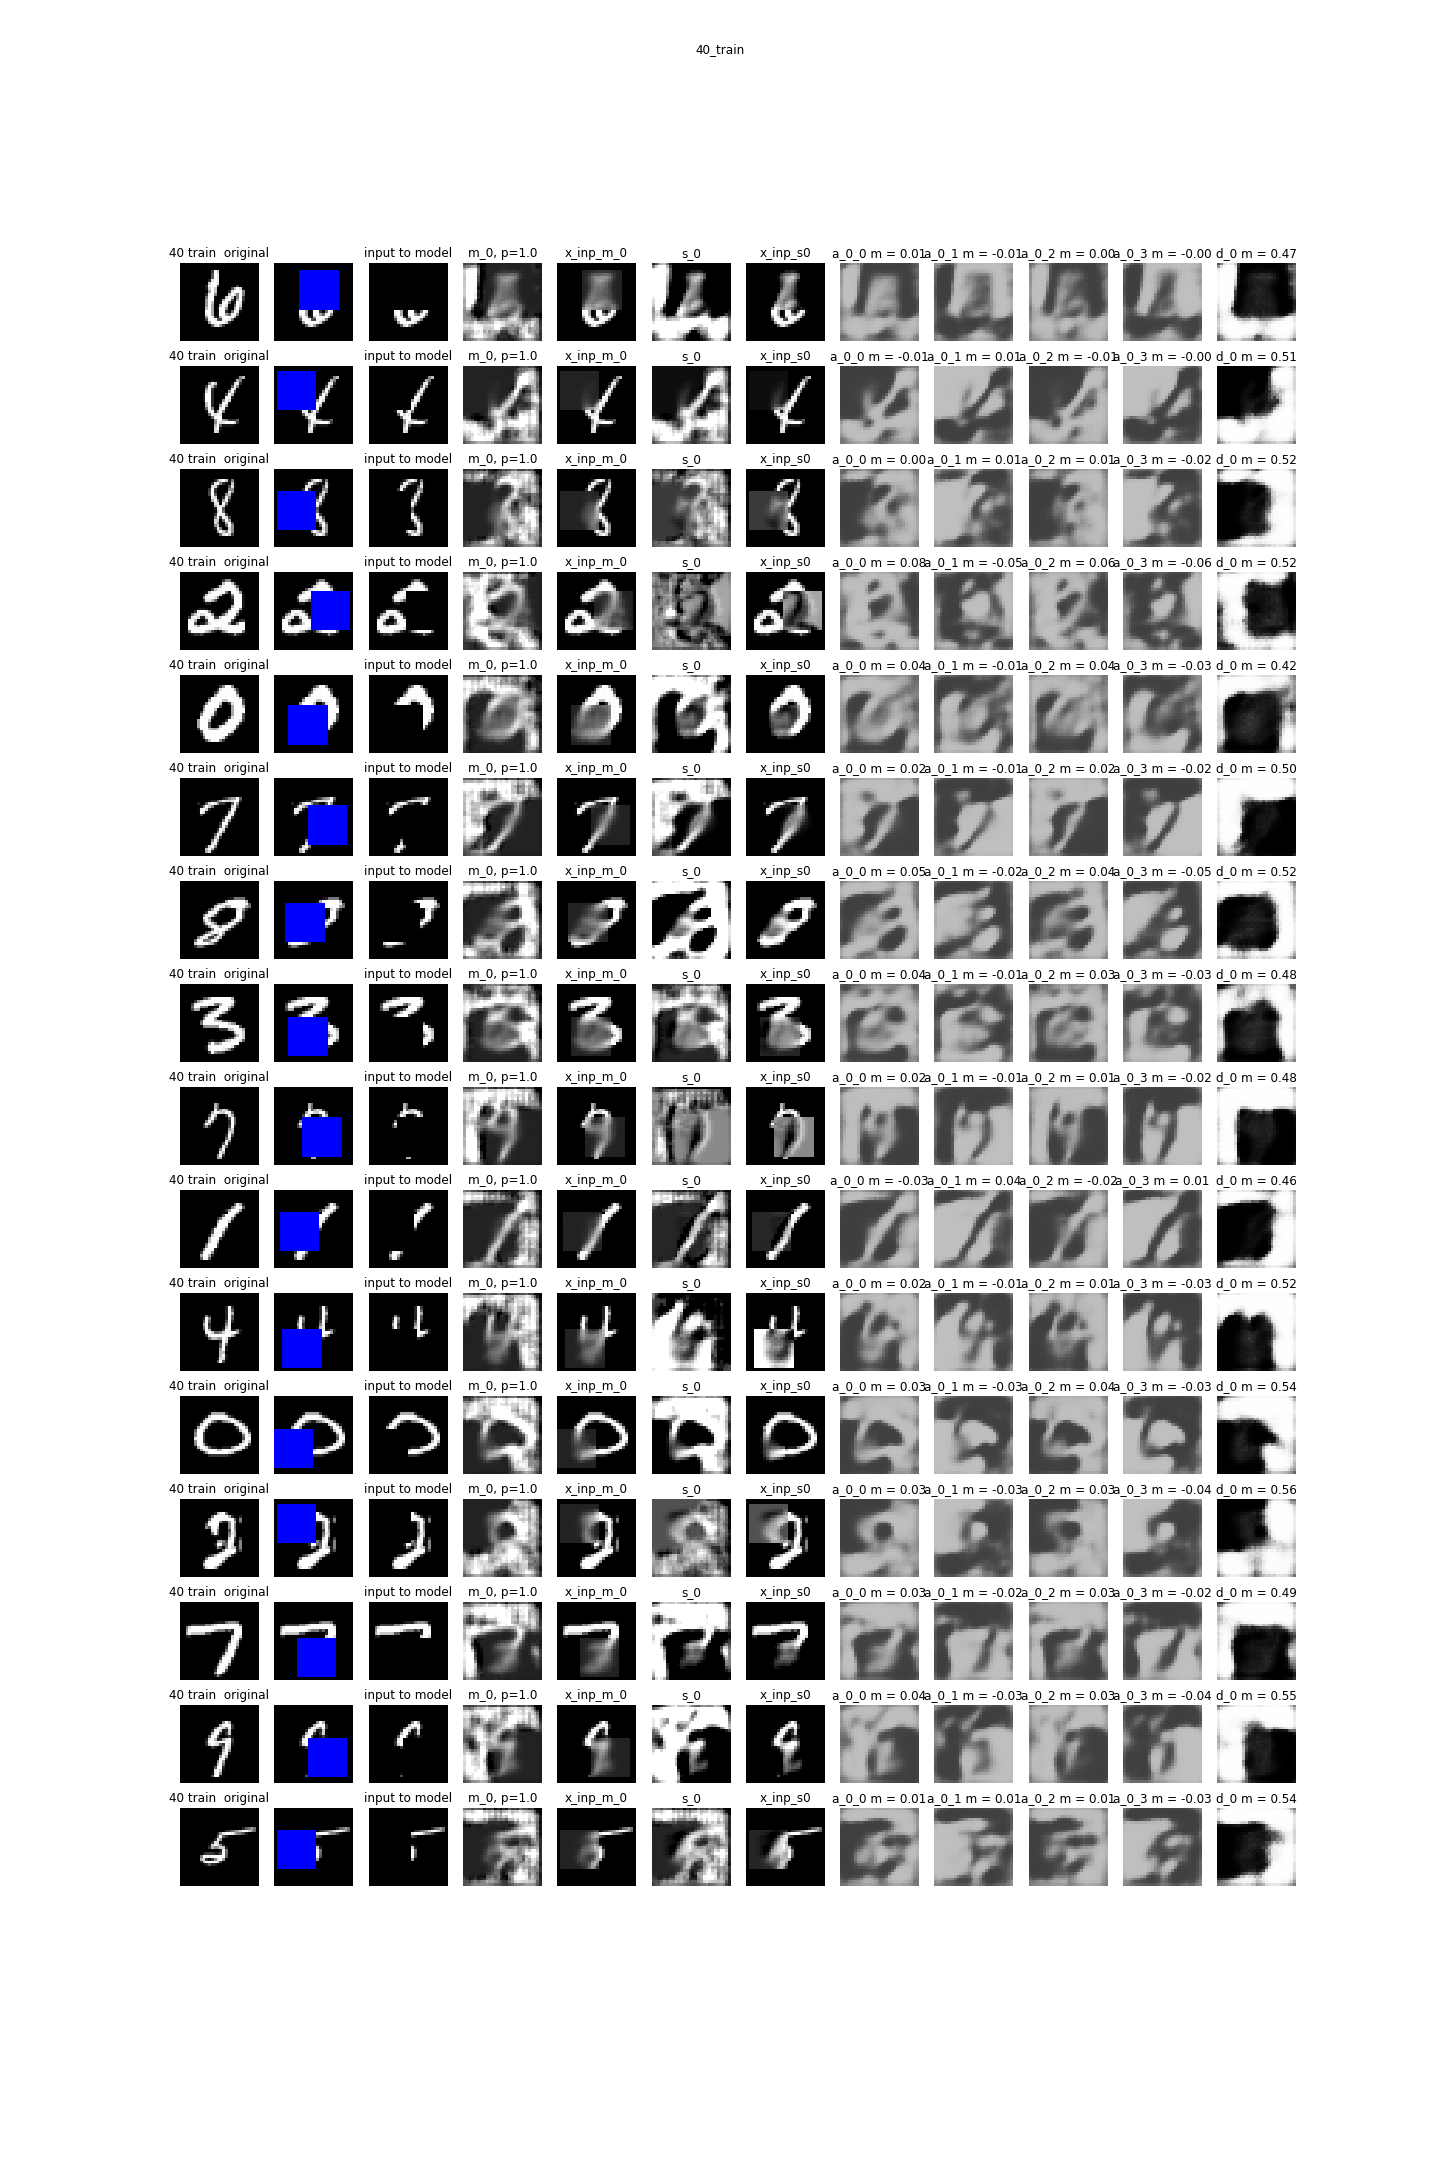 40_train
40 train original input to model m_0, p=1.0 x_inp_m_0 s_0 x_inp_s0 a_0_0 m = 0.01 a_0_1 m = -0.01 a_0_2 m = 0.00 a_0_3 m = -0.00 d_0 m = 0.47
40 train original input to model m_0, p=1.0 x_inp_m_0 s_0 x_inp_s0 a_0_0 m = -0.01 a_0_1 m = 0.01 a_0_2 m = -0.01 a_0_3 m = -0.00 d_0 m = 0.51
40 train original input to model m_0, p=1.0 x_inp_m_0 s_0 x_inp_s0 a_0_0 m = 0.00 a_0_1 m = 0.01 a_0_2 m = 0.01 a_0_3 m = -0.02 d_0 m = 0.52
40 train original input to model m_0, p=1.0 x_inp_m_0 s_0 x_inp_s0 a_0_0 m = 0.08 a_0_1 m = -0.05 a_0_2 m = 0.06 a_0_3 m = -0.06 d_0 m = 0.52
40 train original input to model m_0, p=1.0 x_inp_m_0 s_0 x_inp_s0 a_0_0 m = 0.04 a_0_1 m = -0.01 a_0_2 m = 0.04 a_0_3 m = -0.03 d_0 m = 0.42
40 train original input to model m_0, p=1.0 x_inp_m_0 s_0 x_inp_s0 a_0_0 m = 0.02 a_0_1 m = -0.01 a_0_2 m = 0.02 a_0_3 m = -0.02 d_0 m = 0.50
40 train original input to model m_0, p=1.0 x_inp_m_0 s_0 x_inp_s0 a_0_0 m = 0.05 a_0_1 m = -0.02 a_0_2 m = 0.04 a_0_3 m = -0.05 d_0 m = 0.52
40 train original input to model m_0, p=1.0 x_inp_m_0 s_0 x_inp_s0 a_0_0 m = 0.04 a_0_1 m = -0.01 a_0_2 m = 0.03 a_0_3 m = -0.03 d_0 m = 0.48
40 train original input to model m_0, p=1.0 x_inp_m_0 s_0 x_inp_s0 a_0_0 m = 0.02 a_0_1 m = -0.01 a_0_2 m = 0.01 a_0_3 m = -0.02 d_0 m = 0.48
40 train original input to model m_0, p=1.0 x_inp_m_0 s_0 x_inp_s0 a_0_0 m = -0.03 a_0_1 m = 0.04 a_0_2 m = -0.02 a_0_3 m = 0.01 d_0 m = 0.46
40 train original input to model m_0, p=1.0 x_inp_m_0 s_0 x_inp_s0 a_0_0 m = 0.02 a_0_1 m = -0.01 a_0_2 m = 0.01 a_0_3 m = -0.03 d_0 m = 0.52
40 train original input to model m_0, p=1.0 x_inp_m_0 s_0 x_inp_s0 a_0_0 m = 0.03 a_0_1 m = -0.03 a_0_2 m = 0.04 a_0_3 m = -0.03 d_0 m = 0.54
40 train original input to model m_0, p=1.0 x_inp_m_0 s_0 x_inp_s0 a_0_0 m = 0.03 a_0_1 m = -0.03 a_0_2 m = 0.03 a_0_3 m = -0.04 d_0 m = 0.56
40 train original input to model m_0, p=1.0 x_inp_m_0 s_0 x_inp_s0 a_0_0 m = 0.03 a_0_1 m = -0.02 a_0_2 m = 0.03 a_0_3 m = -0.02 d_0 m = 0.49
40 train original input to model m_0, p=1.0 x_inp_m_0 s_0 x_inp_s0 a_0_0 m = 0.04 a_0_1 m = -0.03 a_0_2 m = 0.03 a_0_3 m = -0.04 d_0 m = 0.55
40 train original input to model m_0, p=1.0 x_inp_m_0 s_0 x_inp_s0 a_0_0 m = 0.01 a_0_1 m = 0.01 a_0_2 m = 0.01 a_0_3 m = -0.03 d_0 m = 0.54